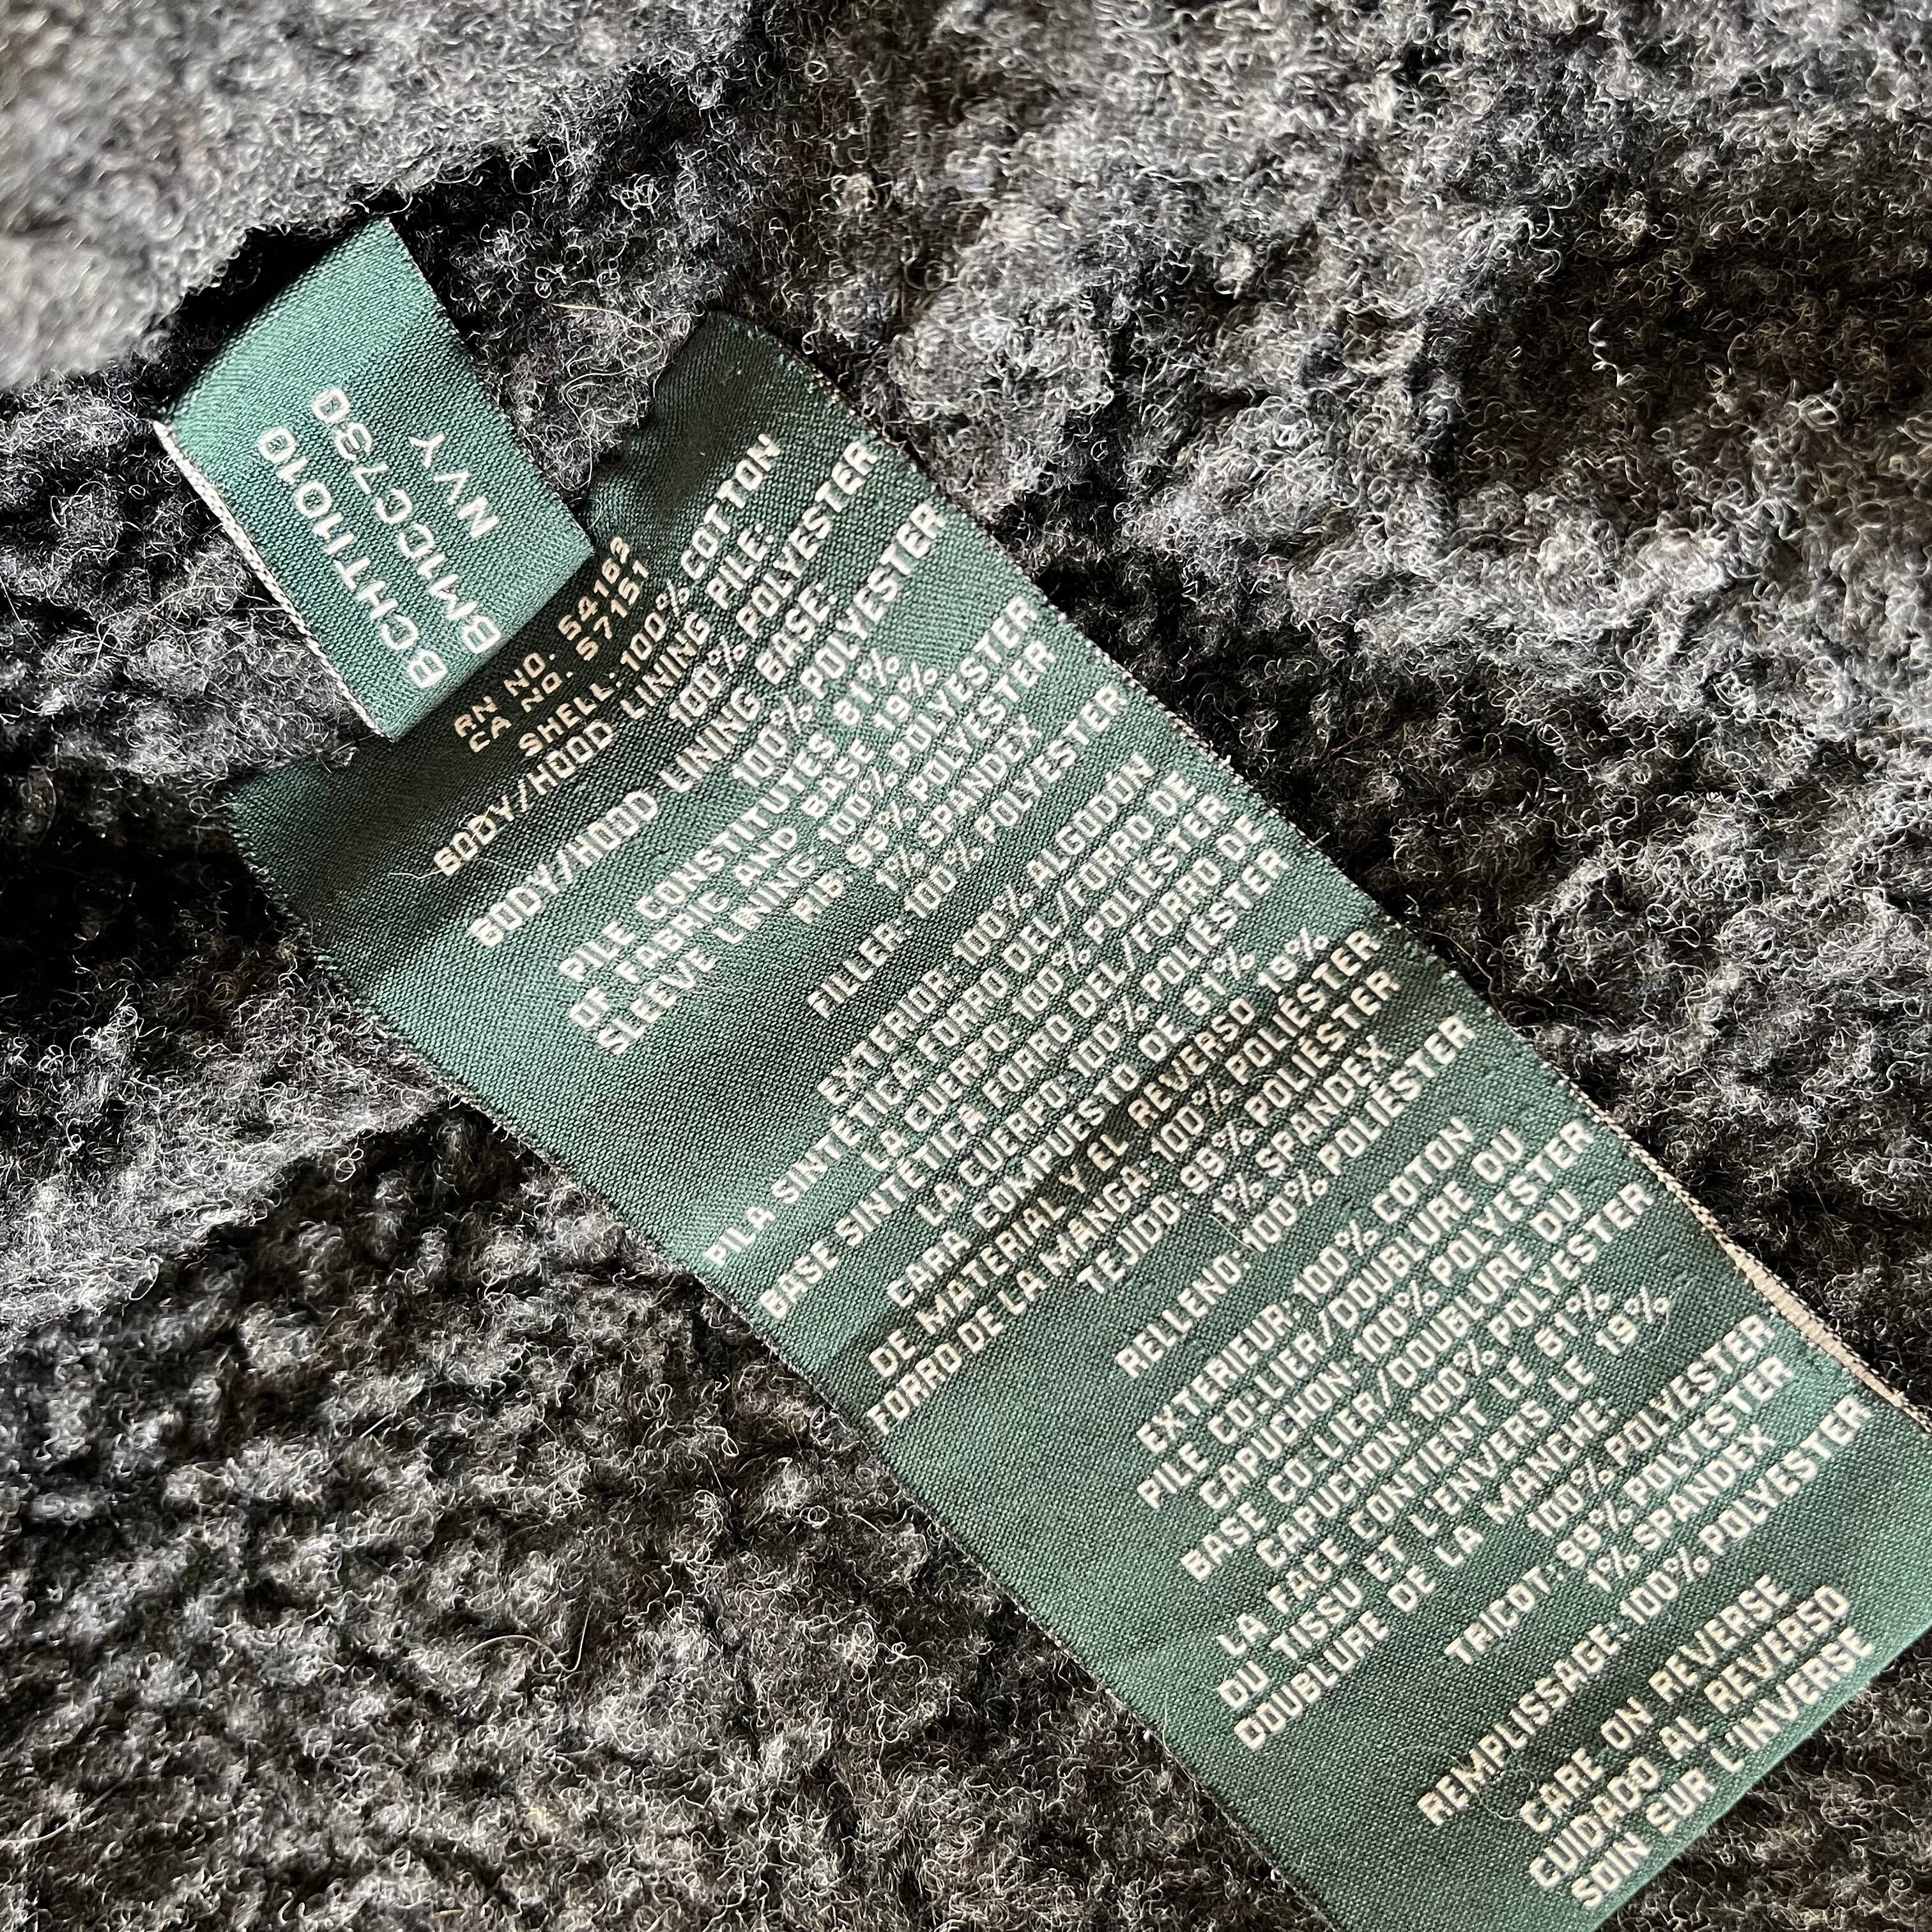 BCHTI1010
BM1CC730
NVY
RN NO. 54163
CA NO. 57151
SHELL: 100% COTTON
BODY/HOOD LINING PILE:
100% POLYESTER
BODY/HOOD LINING BASE:
100% POLYESTER
PILE CONSTITUTES 81%
OF FABRIC AND BASE 19%
SLEEVE LINING: 100% POLYESTER
RIB: 99% POLYESTER
1% SPANDEX
FILLER: 100% POLYESTER
EXTERIOR: 100% ALGODÓN
PILA SINTÉTICA FORRO DEL/FORRO DE
LA CUERPO: 100% POLIÉSTER
BASE SINTÉTICA FORRO DEL/FORRO DE
LA CUERPO: 100% POLIÉSTER
CARA COMPUESTO DE 81%
DE MATERIAL Y EL REVERSO 19%
FORRO DE LA MANGA: 100% POLIÉSTER
TEJIDO 99% POLIÉSTER
1% SPANDEX
RELLENO: 100% POLIÉSTER
EXTERIEUR: 100% COTON
PILE CO-LIER/DOUBLURE OU
CAPUCHON: 100% POLYESTER
BASE CO-LIER/DOUBLURE DU
CAPUCHON: 100% POLYESTER
LA FACE CONTIENT LE 81%
DU TISSU ET L'ENVERS LE 19%
DOUBLURE DE LA MANCHE:
100% POLYESTER
TRICOT: 99% POLYESTER
1% SPANDEX
REMPLISSAGE: 100% POLYESTER
CARE ON REVERSE
CUIDADO AL REVERSO
SOIN SUR L'INVERSE